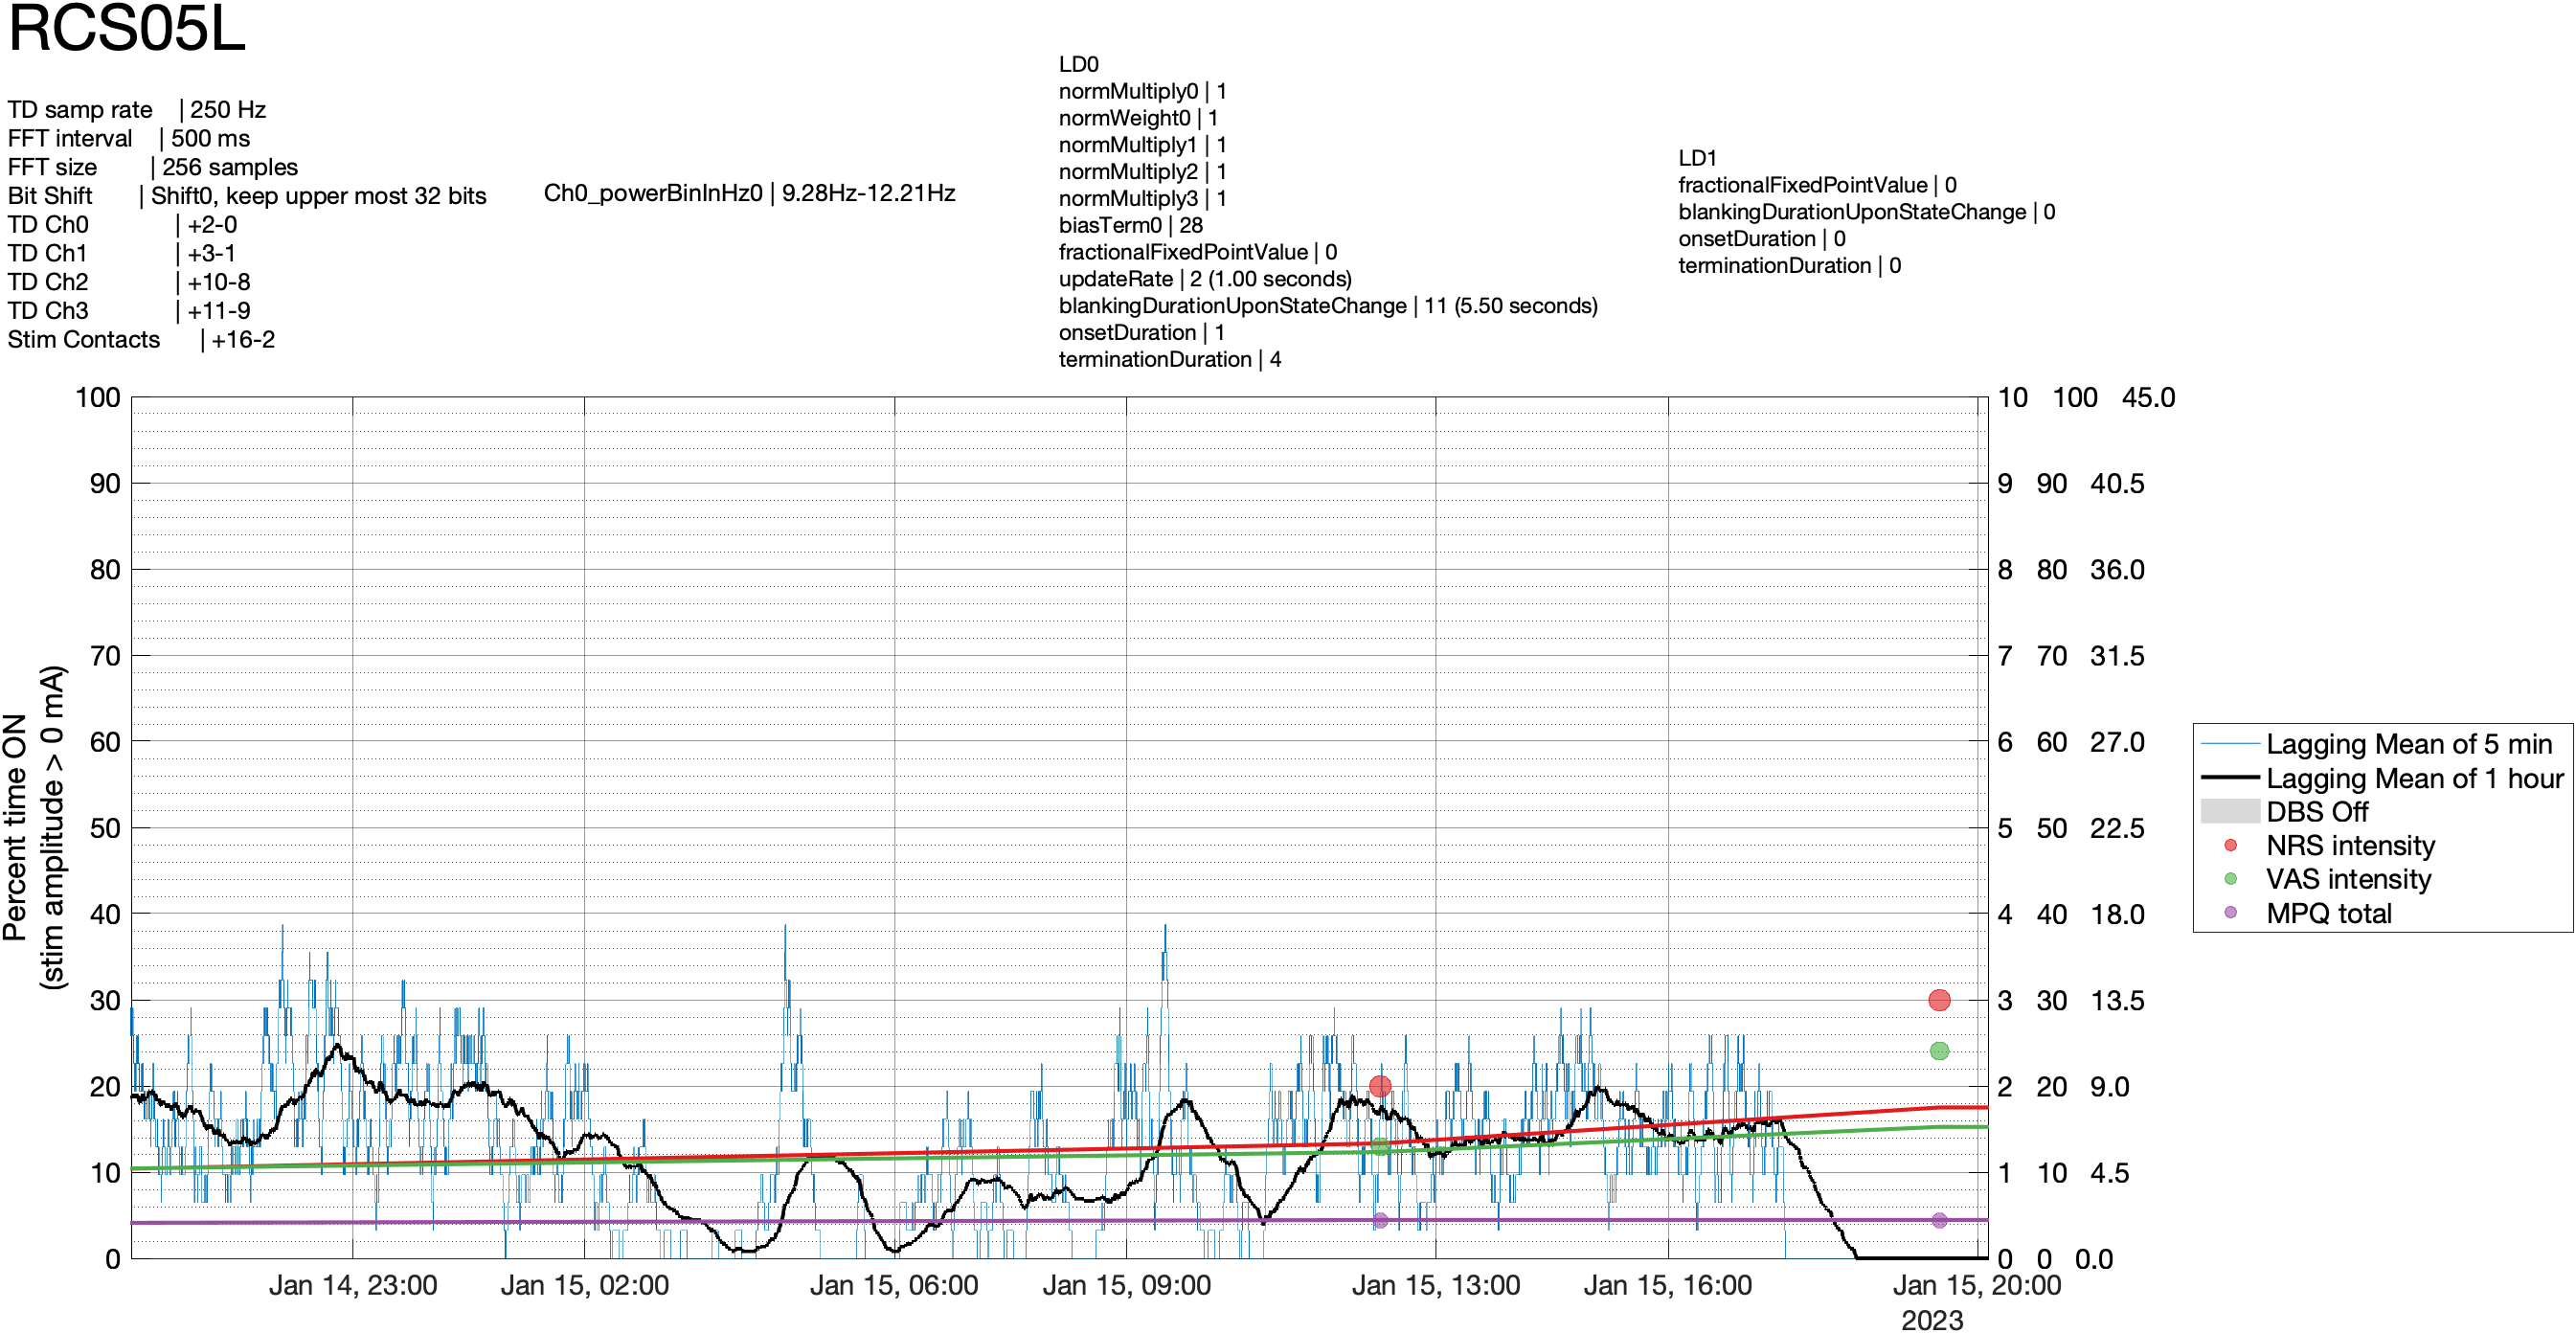 RCS05L
TD samp rate | 250 Hz
FFT interval | 500 ms
FFT size | 256 samples
Bit Shift | Shift0, keep upper most 32 bits
TD Ch0 | +2-0
TD Ch1 | +3-1
TD Ch2 | +10-8
TD Ch3 | +11-9
Stim Contacts | +16-2
Ch0_powerBinInHz0 | 9.28Hz-12.21Hz
LD0
normMultiply0 | 1
normWeight0 | 1
normMultiply1 | 1
normMultiply2 | 1
normMultiply3 | 1
biasTerm0 | 28
fractionalFixedPointValue | 0
updateRate | 2 (1.00 seconds)
blankingDurationUponStateChange | 11 (5.50 seconds)
onsetDuration | 1
terminationDuration | 4
LD1
fractionalFixedPointValue | 0
blankingDurationUponStateChange | 0
onsetDuration | 0
terminationDuration | 0
Percent time ON
(stim amplitude > 0 mA)
100
90
80
70
60
50
40
30
20
10
0
10 100 45.0
9 90 40.5
8 80 36.0
7 70 31.5
6 60 27.0
5 50 22.5
4 40 18.0
3 30 13.5
2 20 9.0
1 10 4.5
0 0 0.0
Jan 14, 23:00
Jan 15, 02:00
Jan 15, 06:00
Jan 15, 09:00
Jan 15, 13:00
Jan 15, 16:00
Jan 15, 20:00
2023
Lagging Mean of 5 min
Lagging Mean of 1 hour
DBS Off
NRS intensity
VAS intensity
MPQ total